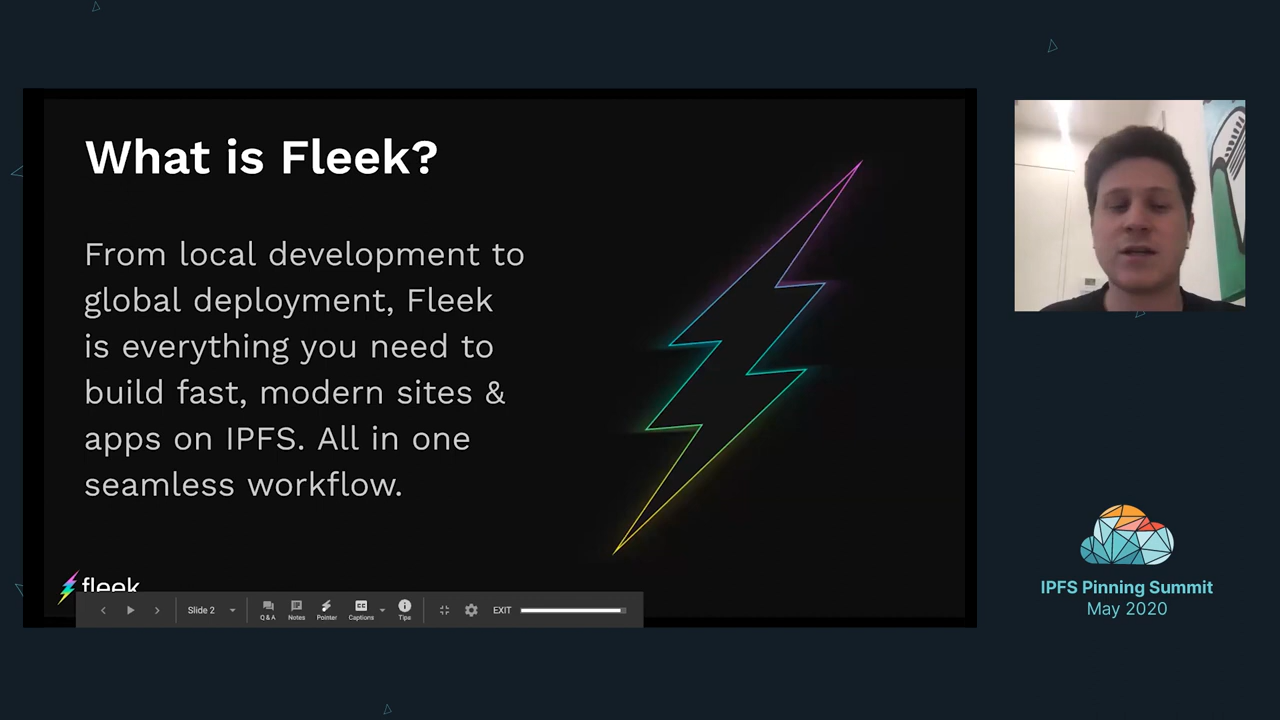 What is Fleek?
From local development to
global deployment, Fleek
is everything you need to
build fast, modern sites &
apps on IPFS. All in one
seamless workflow.
fleek
Slide 2
Q & A
Notes
Pointer
Captions
Tips
EXIT
IPFS Pinning Summit
May 2020